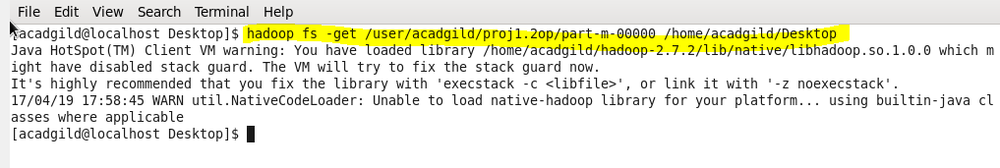 File Edit View Search Terminal Help
[acadgild@localhost Desktop]$ hadoop fs -get /user/acadgild/proj1.2op/part-m-00000 /home/acadgild/Desktop
Java HotSpot(TM) Client VM warning: You have loaded library /home/acadgild/hadoop-2.7.2/lib/native/libhadoop.so.1.0.0 which m
ight have disabled stack guard. The VM will try to fix the stack guard now.
It's highly recommended that you fix the library with 'execstack -c <libfile>', or link it with '-z noexecstack'.
17/04/19 17:58:45 WARN util.NativeCodeLoader: Unable to load native-hadoop library for your platform... using builtin-java cl
asses where applicable
[acadgild@localhost Desktop]$